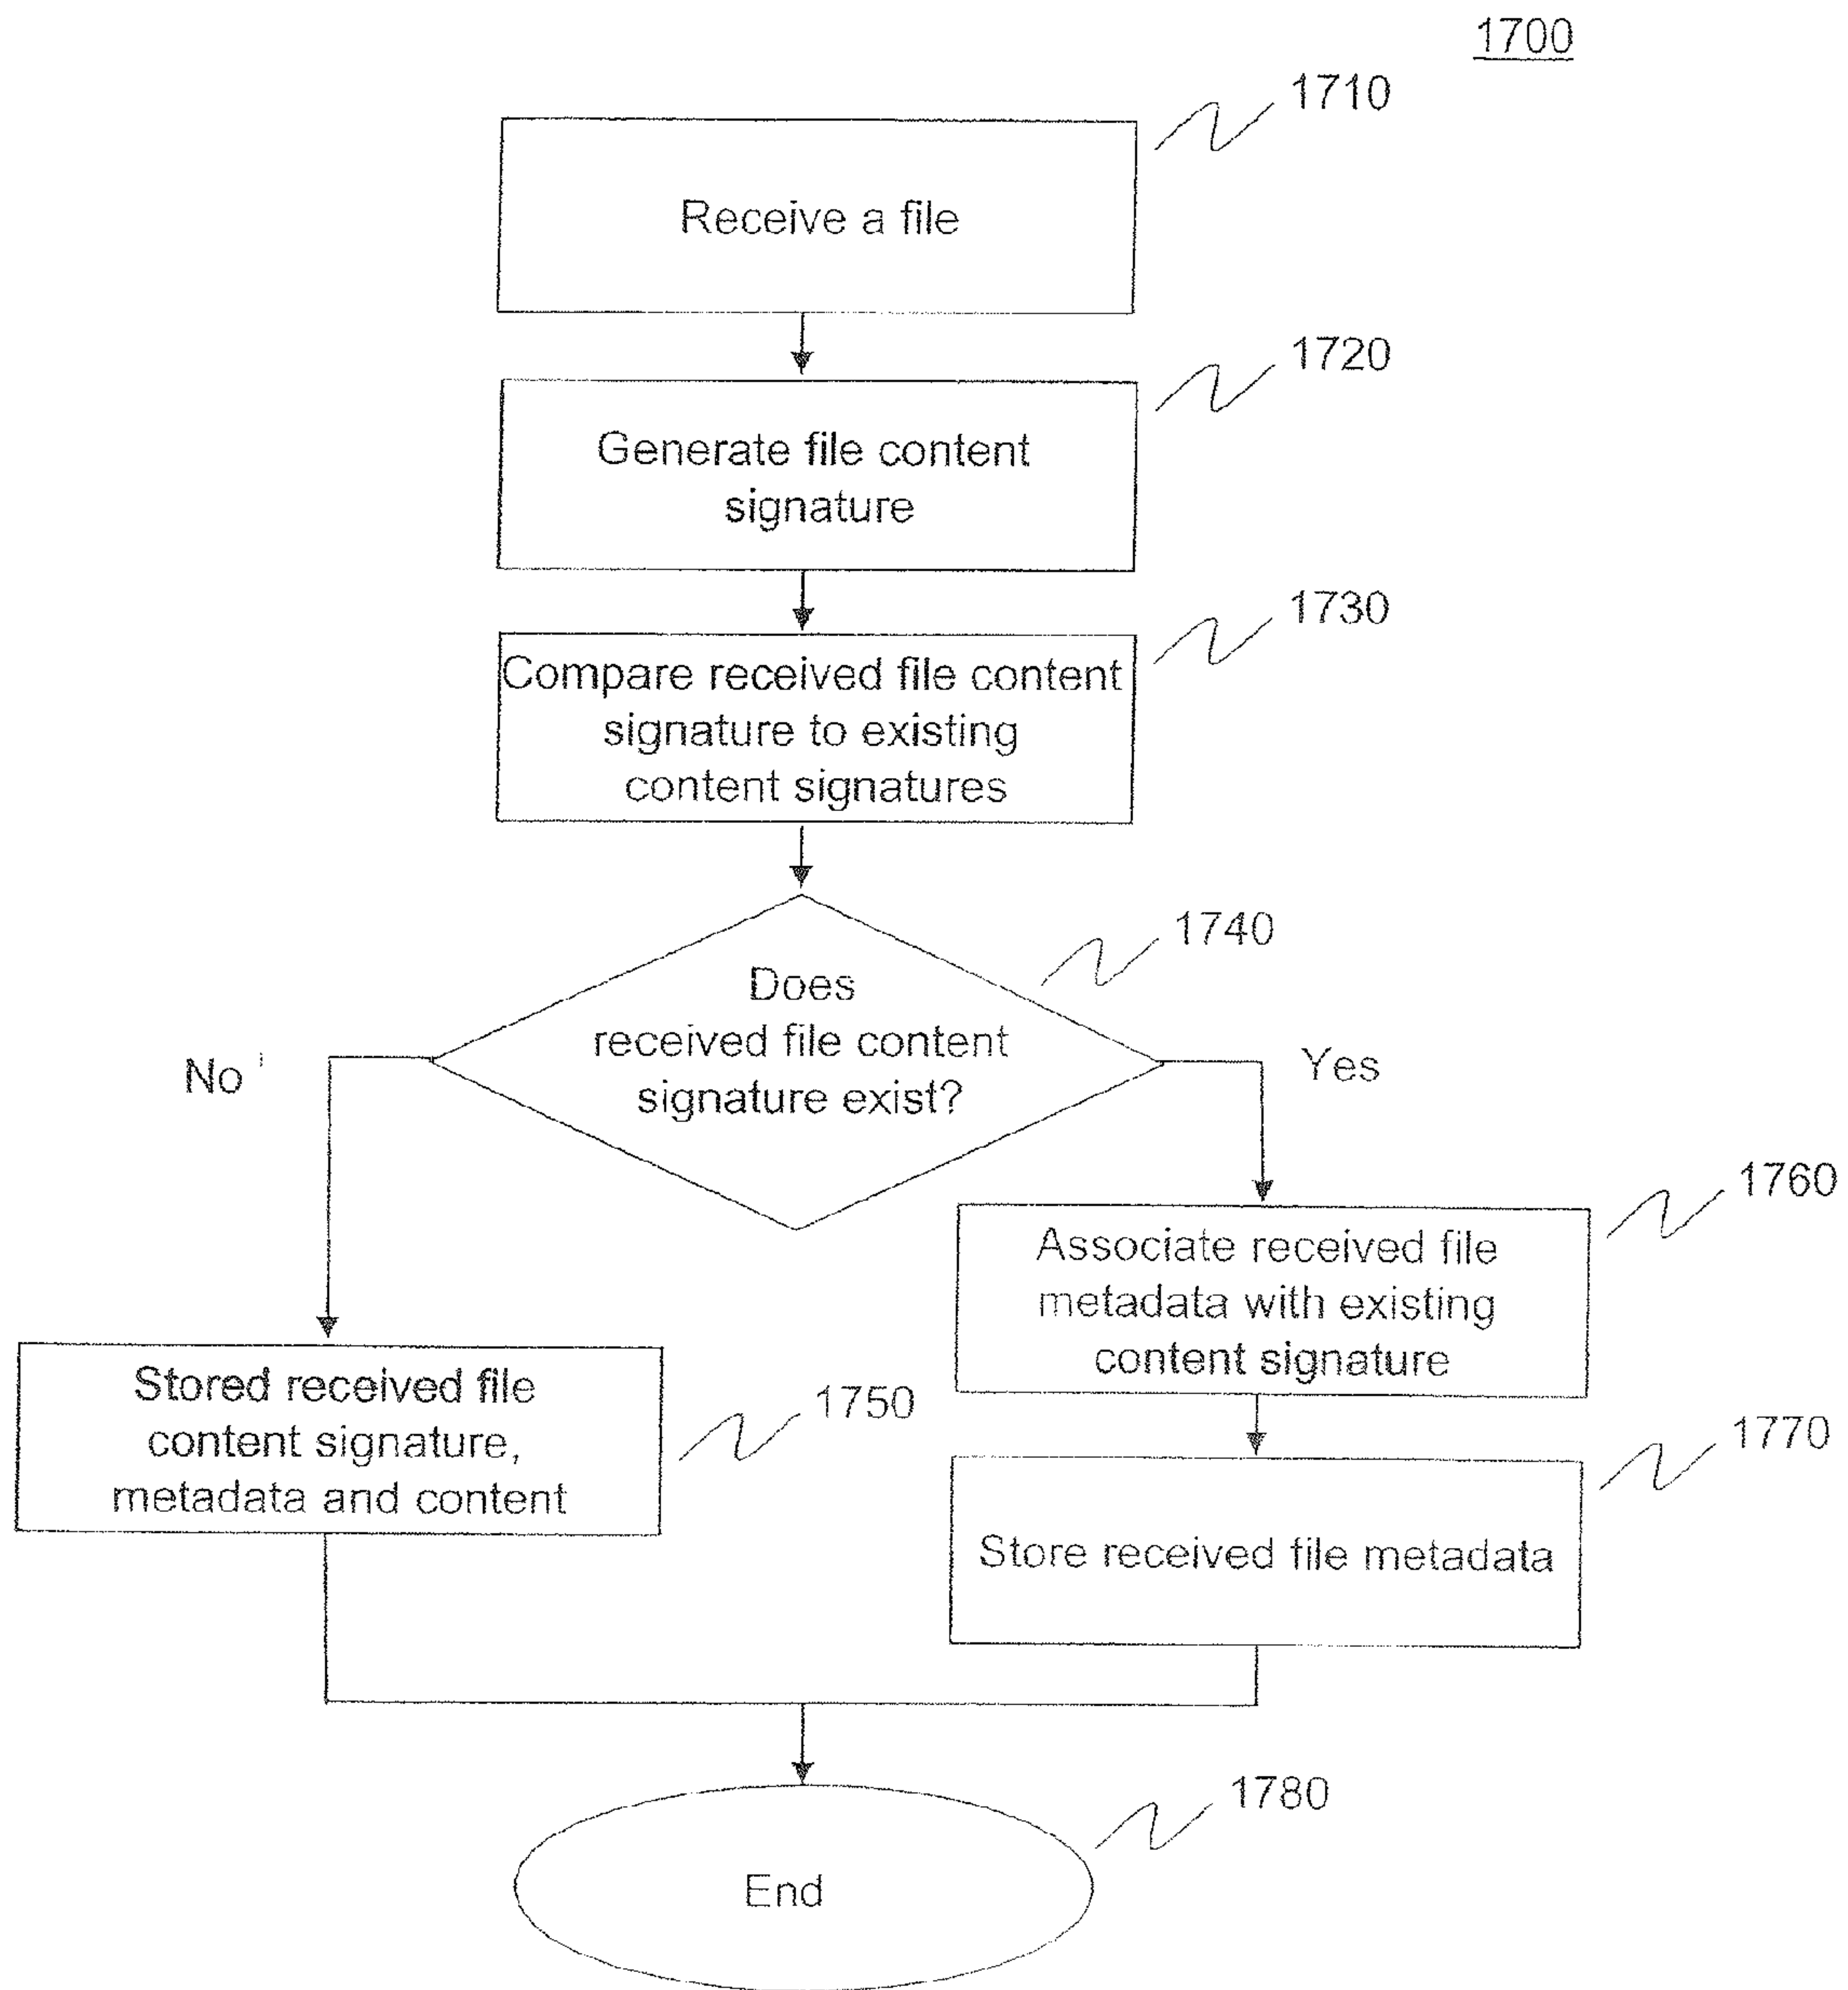 1700
1710
Receive a file
1720
Generate file content
signature
1730
Compare received file content
signature to existing
content signatures
1740
Does
received file content
signature exist?
No
Yes
1760
Associate received file
metadata with existing
content signature
1750
Stored received file
content signature,
metadata and content
1770
Store received file metadata
1780
End